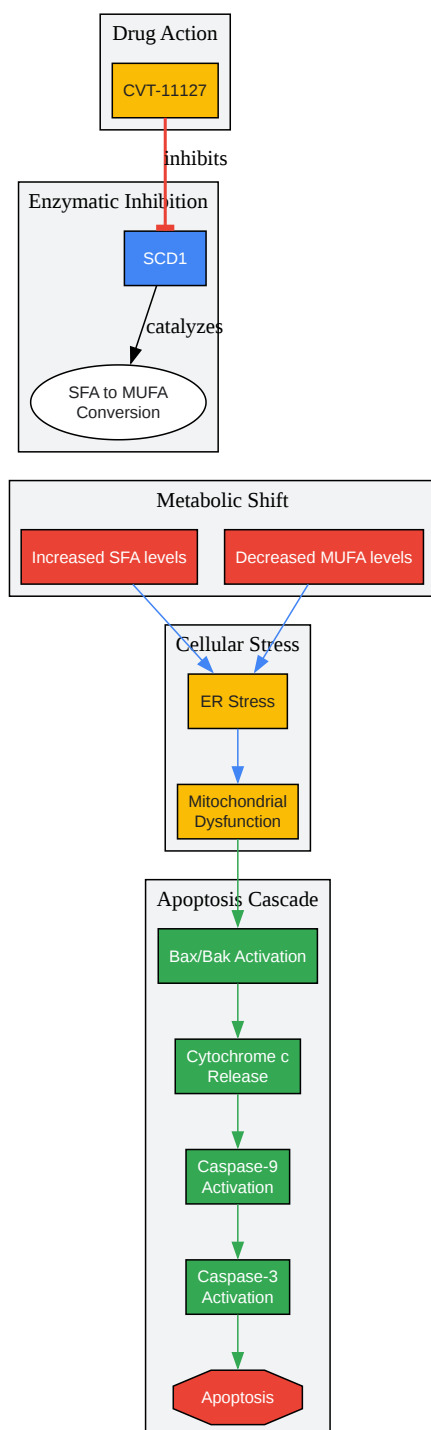 Drug Action
CVT-11127
inhibits
Enzymatic Inhibition
SCD1
catalyzes
SFA to MUFA
Conversion
Metabolic Shift
Increased SFA levels
Decreased MUFA levels
Cellular Stress
ER Stress
Mitochondrial
Dysfunction
Apoptosis Cascade
Bax/Bak Activation
Cytochrome c
Release
Caspase-9
Activation
Caspase-3
Activation
Apoptosis